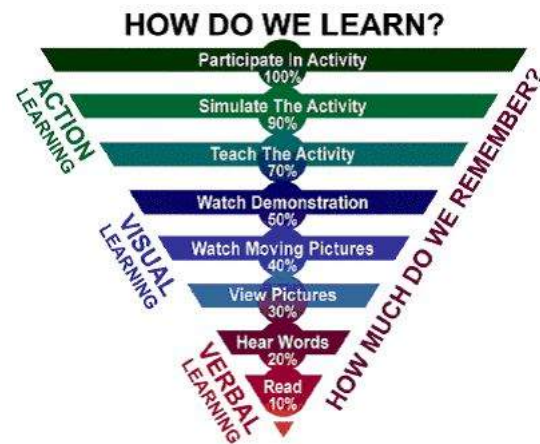 HOW DO WE LEARN?
Participate In Activity
100%
Simulate The Activity
90%
Teach The Activity
70%
Watch Demonstration
50%
Watch Moving Pictures
40%
View Pictures
30%
Hear Words
20%
Read
10%
ACTION
LEARNING
VISUAL
LEARNING
VERBAL
LEARNING
HOW MUCH DO WE REMEMBER?